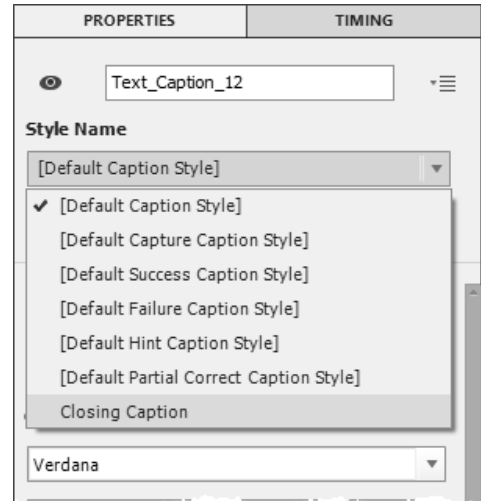 PROPERTIES TIMING
Text_Caption_12
Style Name
[Default Caption Style]
[Default Caption Style]
[Default Capture Caption Style]
[Default Success Caption Style]
[Default Failure Caption Style]
[Default Hint Caption Style]
[Default Partial Correct Caption Style]
Closing Caption
Verdana